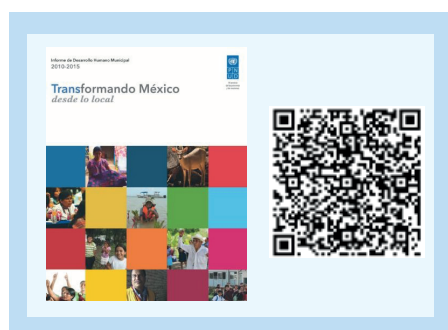 Informe de Desarrollo Humano Municipal
2010-2015
Transformando México
desde lo local